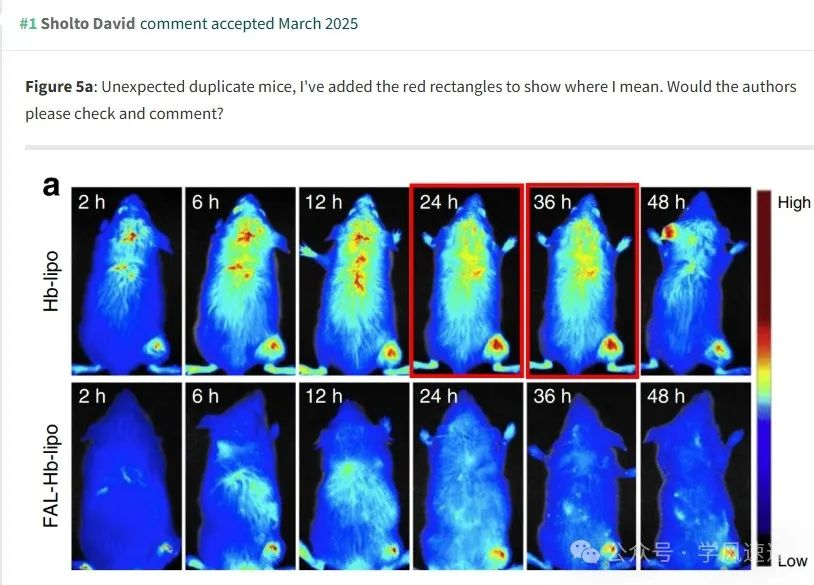 #1 Sholto David comment accepted March 2025
Figure 5a: Unexpected duplicate mice, I've added the red rectangles to show where I mean. Would the authors
please check and comment?
a
2 h 6 h 12 h 24 h 36 h 48 h High
Hb-lipo
2 h 6 h 12 h 24 h 36 h 48 h
FAL-Hb-lipo
公众号 · 学风速
Low